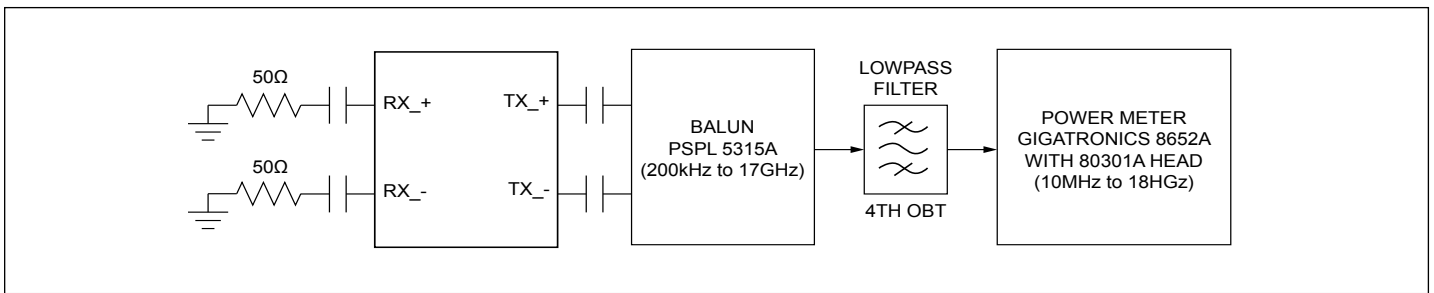 50Ω
RX_+
TX_+
50Ω
RX_-
TX_-
BALUN
PSPL 5315A
(200kHz to 17GHz)
LOWPASS
FILTER
4TH OBT
POWER METER
GIGATRONICS 8652A
WITH 80301A HEAD
(10MHz to 18HGz)